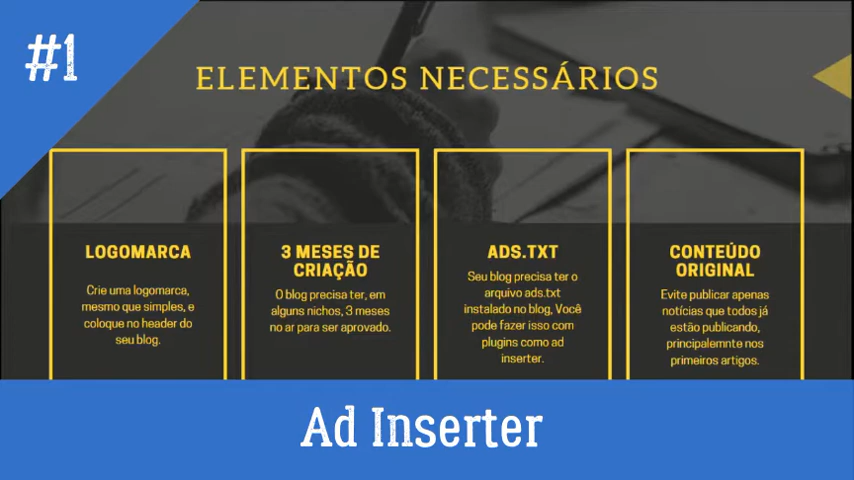 #1
ELEMENTOS NECESSÁRIOS
LOGOMARCA
Crie uma logomarca,
mesmo que simples, e
coloque no header do
seu blog.
3 MESES DE
CRIAÇÃO
O blog precisa ter, em
alguns nichos, 3 meses
no ar para ser aprovado.
ADS.TXT
Seu blog precisa ter o
arquivo ads.txt
instalado no blog, Você
pode fazer isso com
plugins como ad
inserter.
CONTEÚDO
ORIGINAL
Evite publicar apenas
notícias que todos já
estão publicando,
principalemnte nos
primeiros artigos.
Ad Inserter